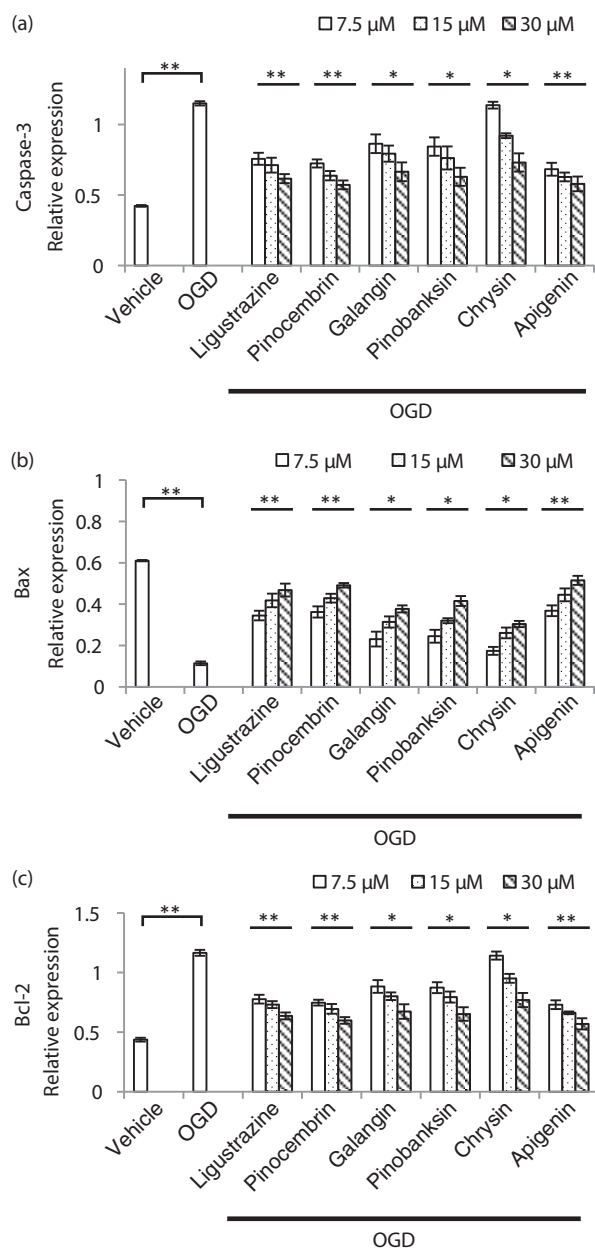 (a)
7.5 µM 15 µM 30 µM
** ** ** * * * **
Caspase-3
Relative expression
1
0.5
0
Vehicle
OGD
Ligustrazine
Pinocembrin
Galangin
Pinobanksin
Chrysin
Apigenin
OGD
(b)
7.5 µM 15 µM 30 µM
** ** ** * * * **
Bax
Relative expression
1
0.8
0.6
0.4
0.2
0
Vehicle
OGD
Ligustrazine
Pinocembrin
Galangin
Pinobanksin
Chrysin
Apigenin
OGD
(c)
7.5 µM 15 µM 30 µM
** ** ** * * * **
Bcl-2
Relative expression
1.5
1
0.5
0
Vehicle
OGD
Ligustrazine
Pinocembrin
Galangin
Pinobanksin
Chrysin
Apigenin
OGD